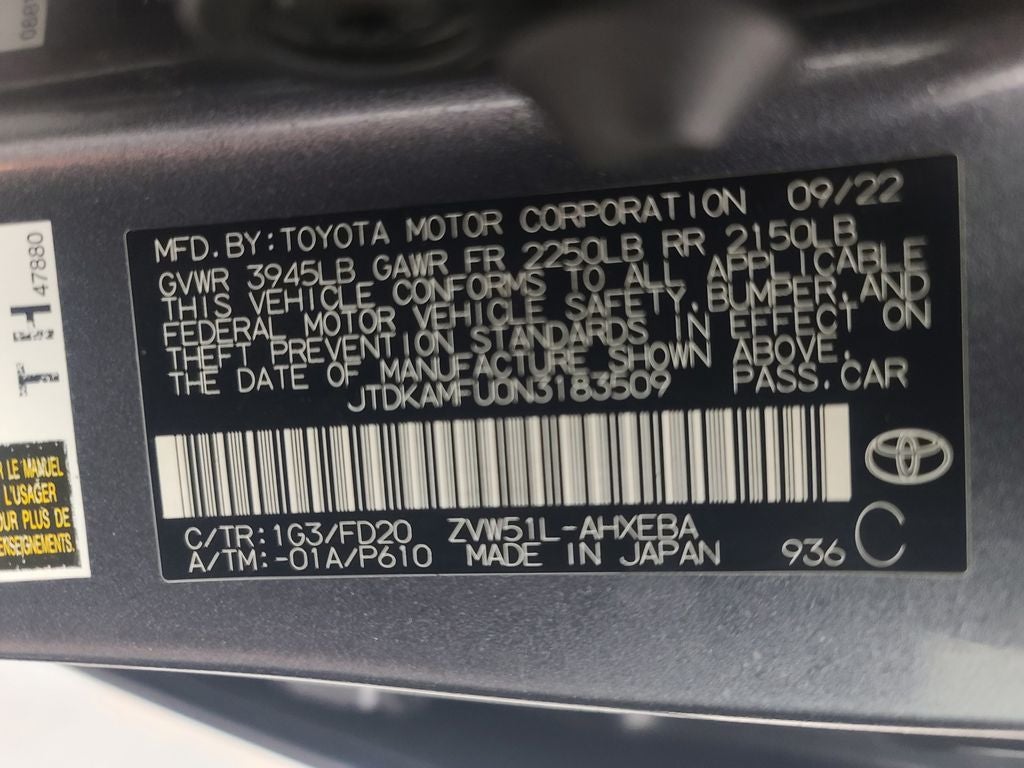 MFD.BY:TOYOTA MOTOR CORPORATION 09/22
GVWR 3945LB GAWR FR 2250LB RR 2150LB
THIS VEHICLE CONFORMS TO ALL APPLICABLE
FEDERAL MOTOR VEHICLE SAFETY,BUMPER,AND
THEFT PREVENTION STANDARDS IN EFFECT ON
THE DATE OF MANUFACTURE SHOWN ABOVE.
JTDKAMFU0N3183509 PASS.CAR
C/TR:1G3/FD20 ZVW51L-AHXEBA
A/TM:-01A/P610 MADE IN JAPAN 936 C
47880
LE MANUEL
L'USAGER
PLUS DE